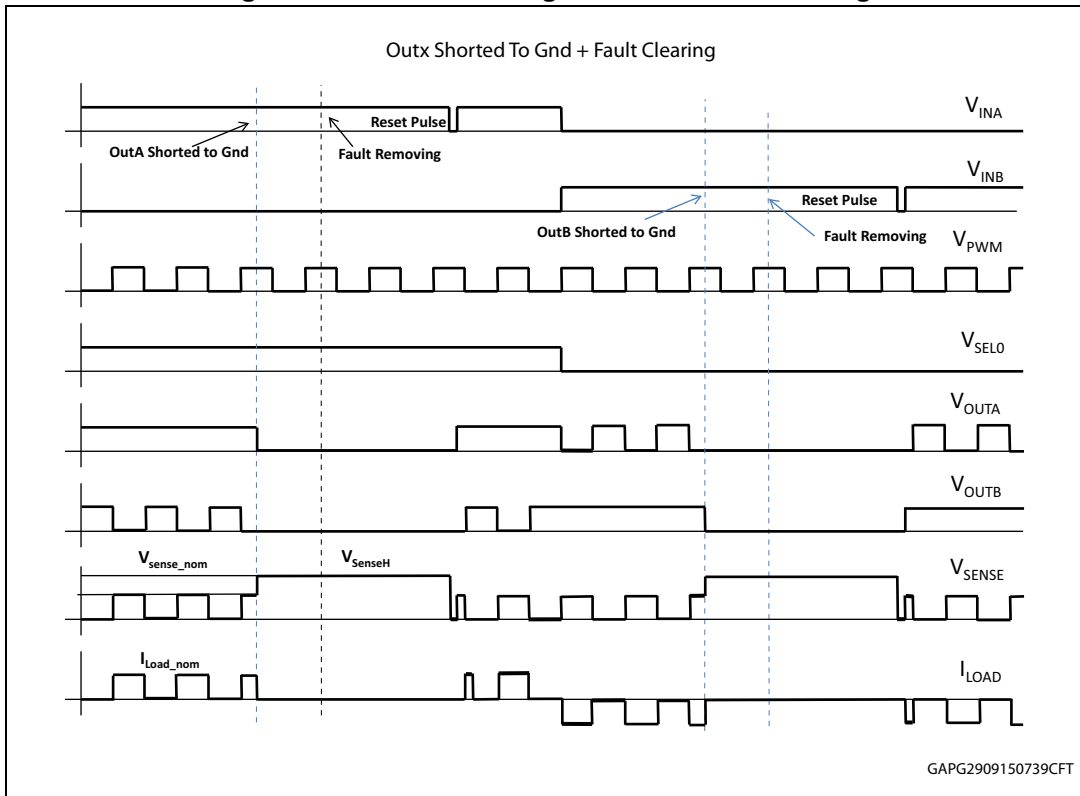 Outx Shorted To Gnd + Fault Clearing
V_INA
Reset Pulse
OutA Shorted to Gnd
Fault Removing
V_INB
Reset Pulse
OutB Shorted to Gnd
Fault Removing
V_PWM
V_SEL0
V_OUTA
V_OUTB
V_sense_nom
V_SenseH
V_SENSE
I_Load_nom
I_LOAD
GAPG2909150739CFT